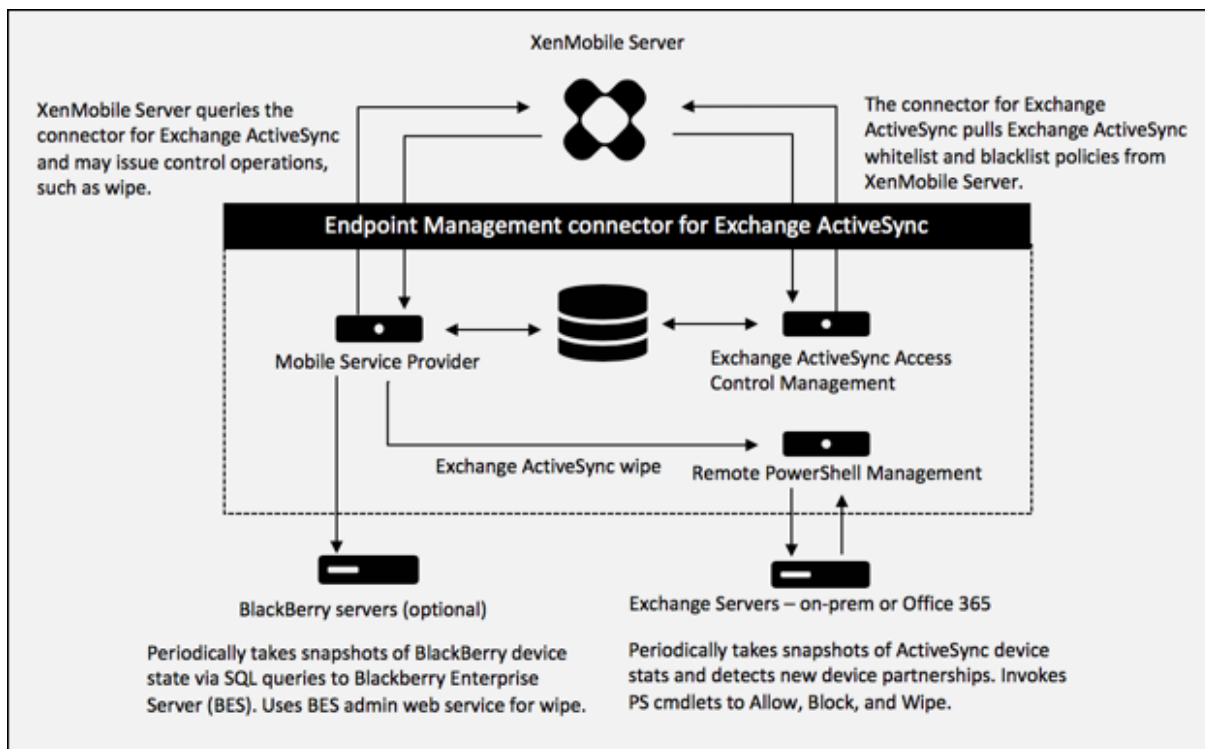 XenMobile Server
XenMobile Server queries the
connector for Exchange ActiveSync
and may issue control operations,
such as wipe.
The connector for Exchange
ActiveSync pulls Exchange ActiveSync
whitelist and blacklist policies from
XenMobile Server.
Endpoint Management connector for Exchange ActiveSync
Mobile Service Provider
Exchange ActiveSync Access
Control Management
Exchange ActiveSync wipe
Remote PowerShell Management
BlackBerry servers (optional)
Periodically takes snapshots of BlackBerry device
state via SQL queries to Blackberry Enterprise
Server (BES). Uses BES admin web service for wipe.
Exchange Servers – on-prem or Office 365
Periodically takes snapshots of ActiveSync device
stats and detects new device partnerships. Invokes
PS cmdlets to Allow, Block, and Wipe.